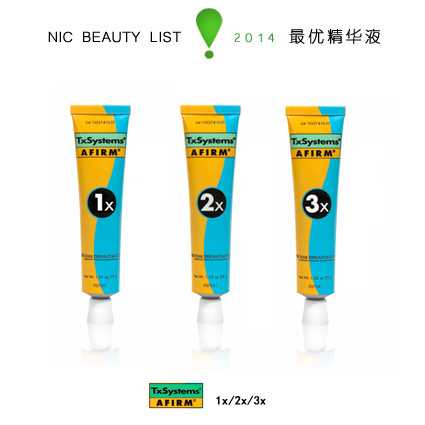 NIC BEAUTY LIST 2014 最优精华液
TxSystems
AFIRM
1x
TxSystems
AFIRM
2x
TxSystems
AFIRM
3x
TxSystems
AFIRM
1x/2x/3x